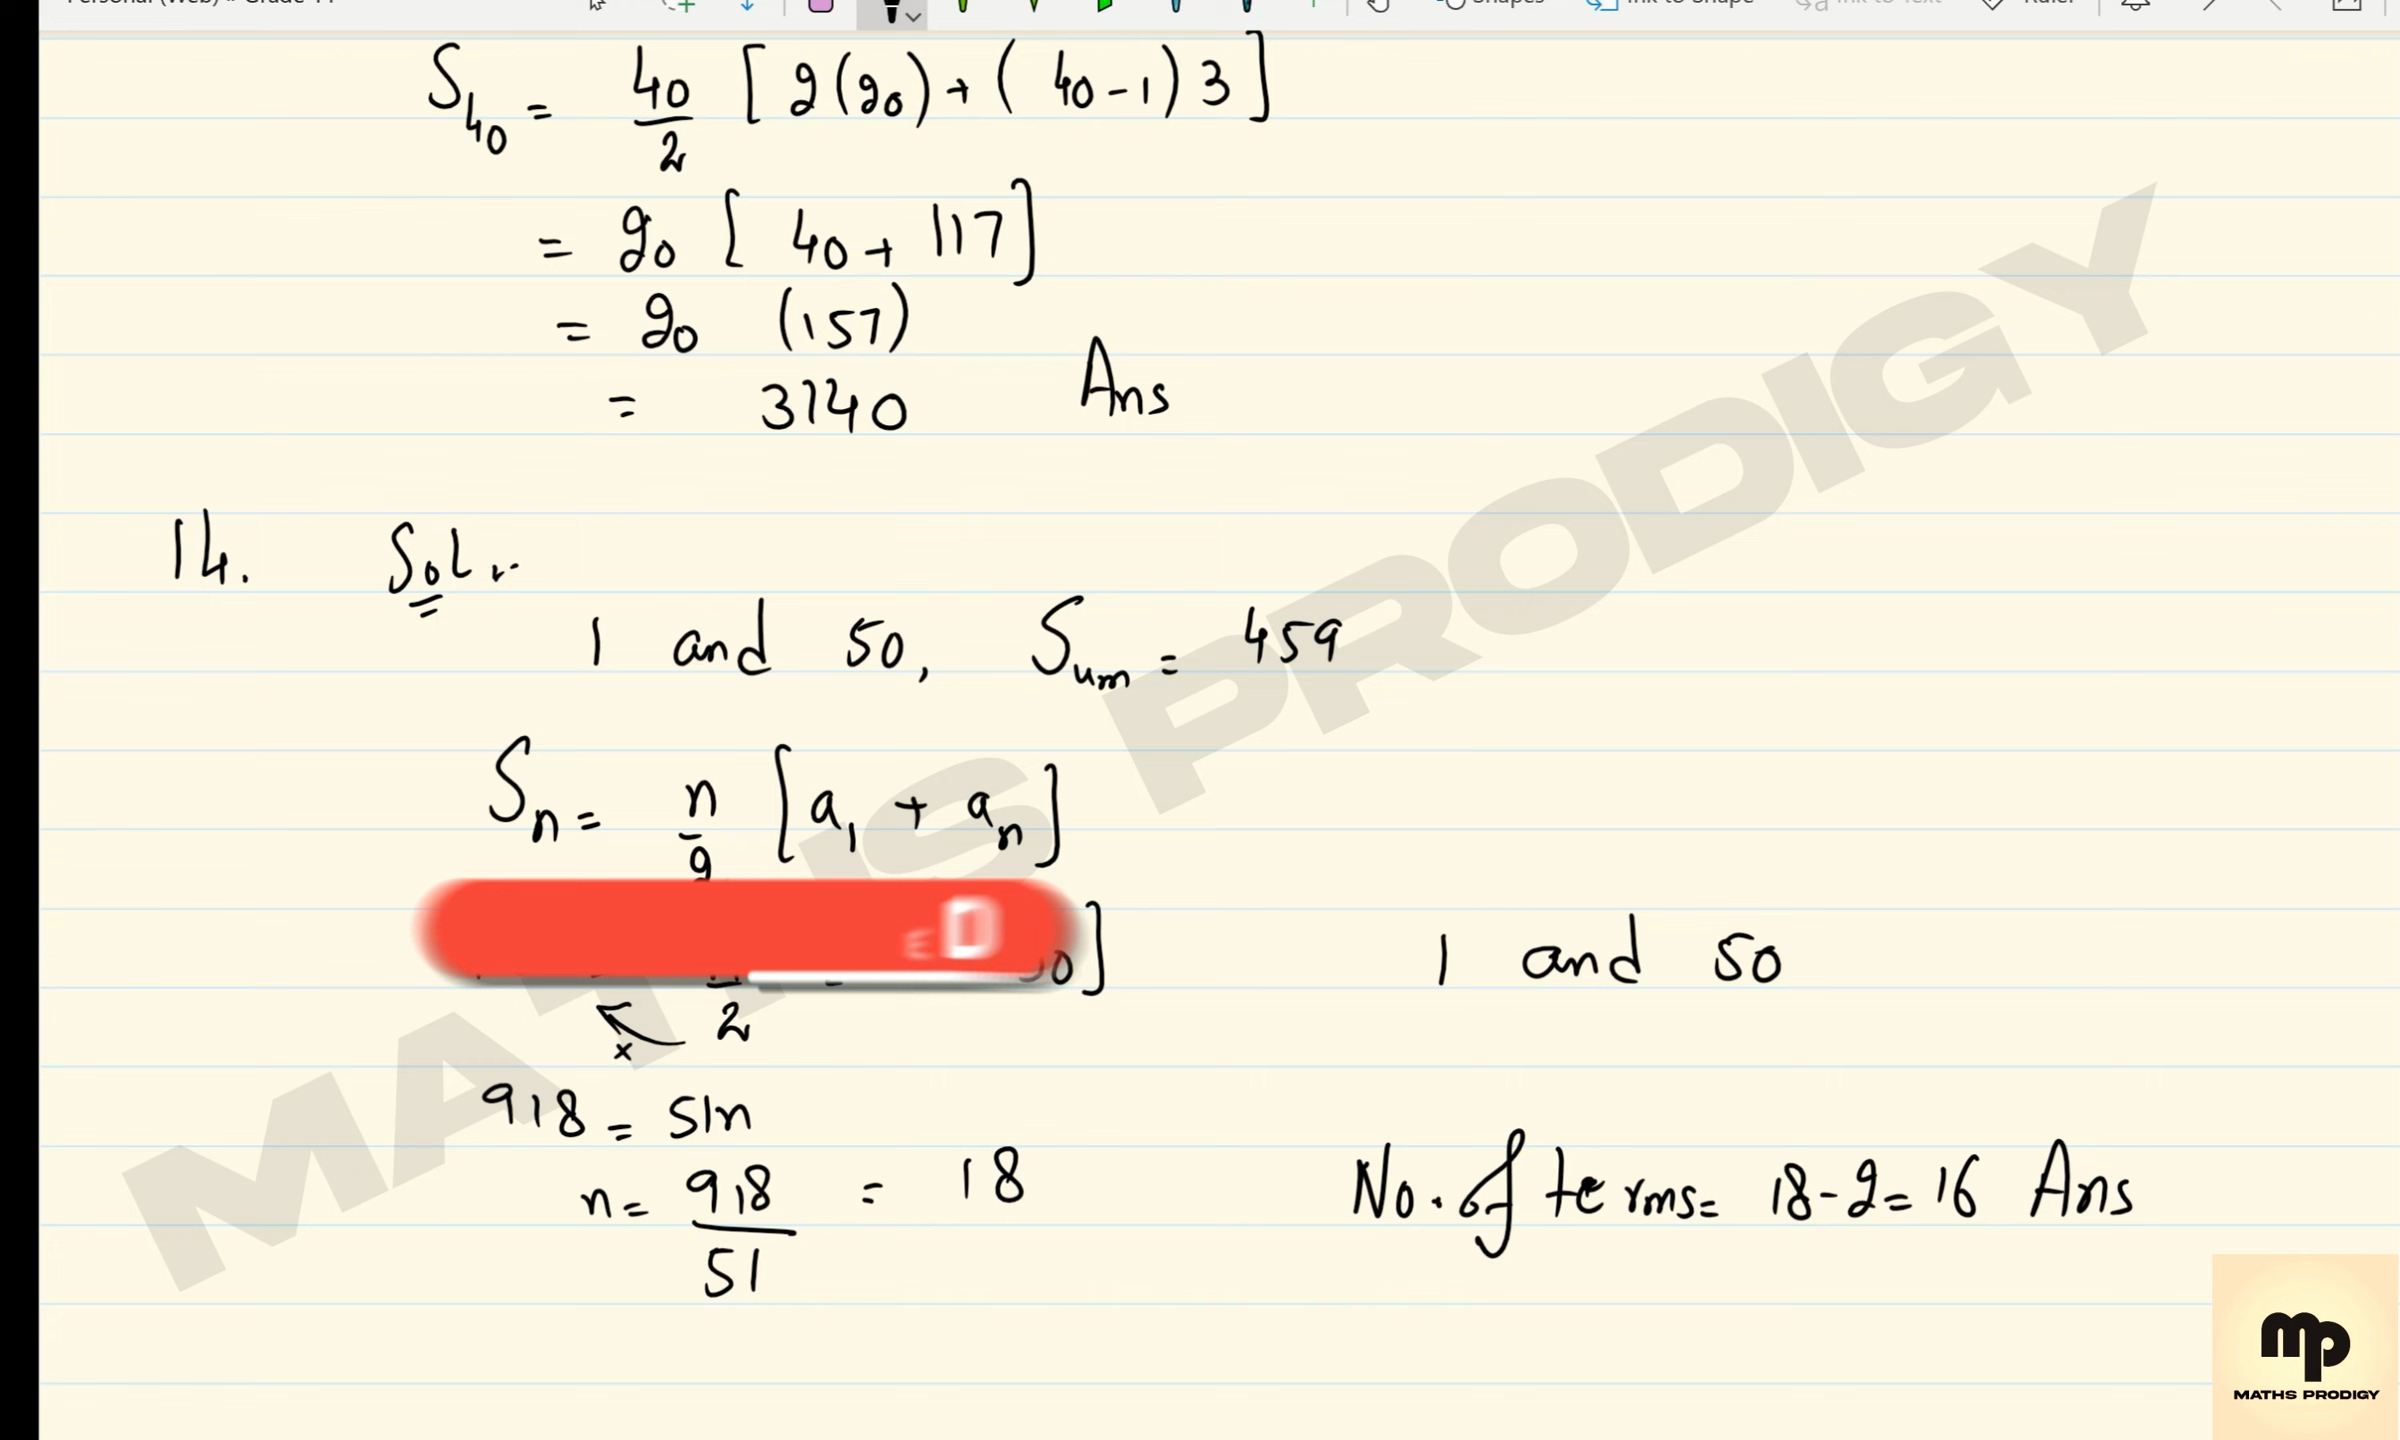 S₄₀ = 40/2 [2(20) + (40-1) 3]
= 20 [40 + 117]
= 20 (157)
= 3140 Ans
14. Sol:-
1 and 50, Sum = 459
Sₙ = n/2 [a₁ + aₙ]
50] 1 and 50
2
×
918 = 51n
n = 918/51 = 18 No. of terms = 18-2 = 16 Ans
MATHS PRODIGY
mp
MATHS PRODIGY